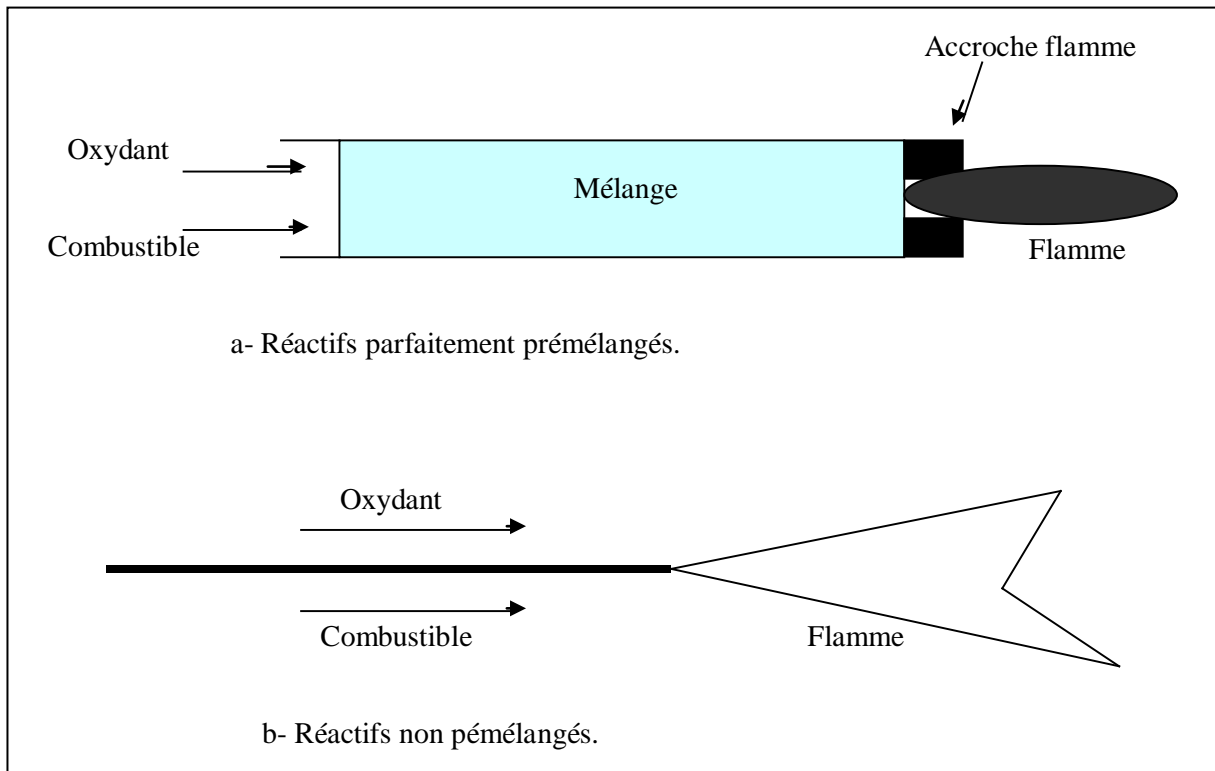 Accroche flamme
Oxydant
Mélange
Combustible
Flamme
a- Réactifs parfaitement prémélangés.
Oxydant
Combustible
Flamme
b- Réactifs non pémélangés.